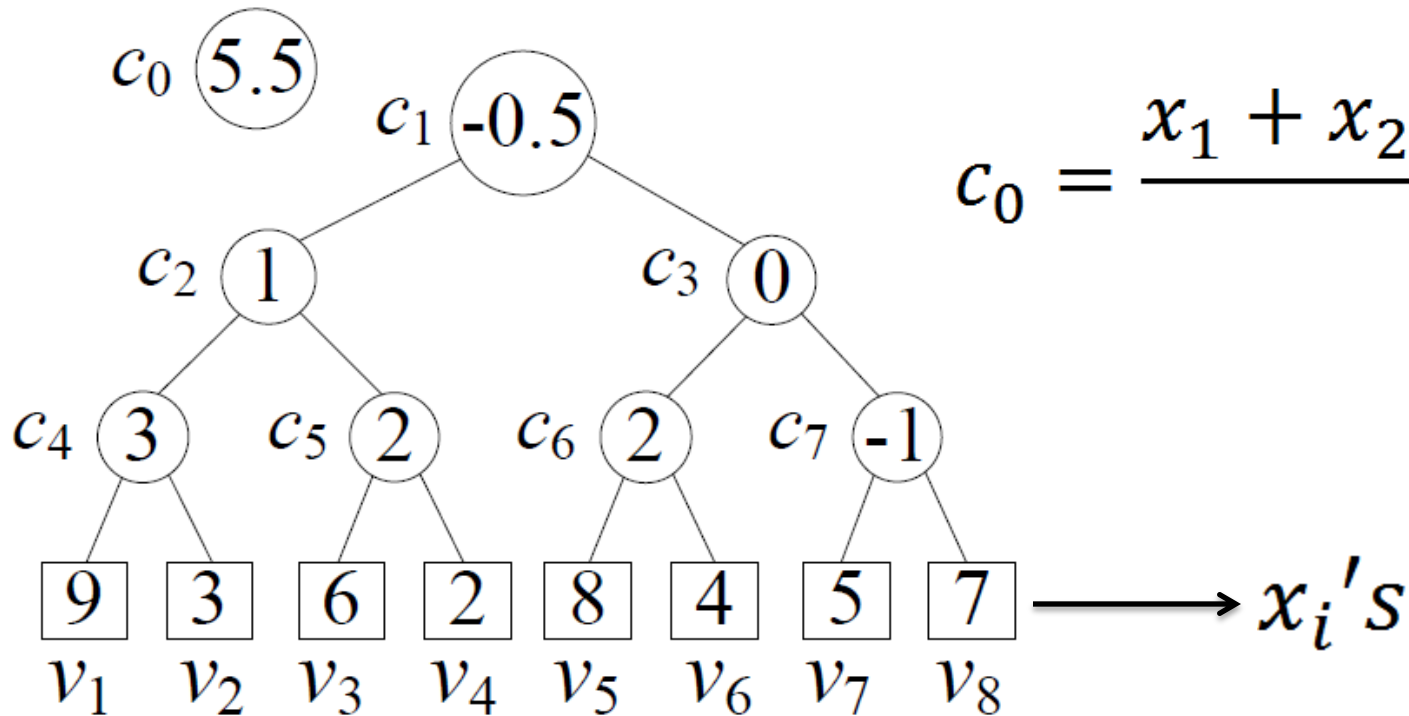 c₀ 5.5
c₁ -0.5
c₀ = x₁ + x₂
c₂ 1 c₃ 0
c₄ 3 c₅ 2 c₆ 2 c₇ -1
9 3 6 2 8 4 5 7 xᵢ's
v₁ v₂ v₃ v₄ v₅ v₆ v₇ v₈